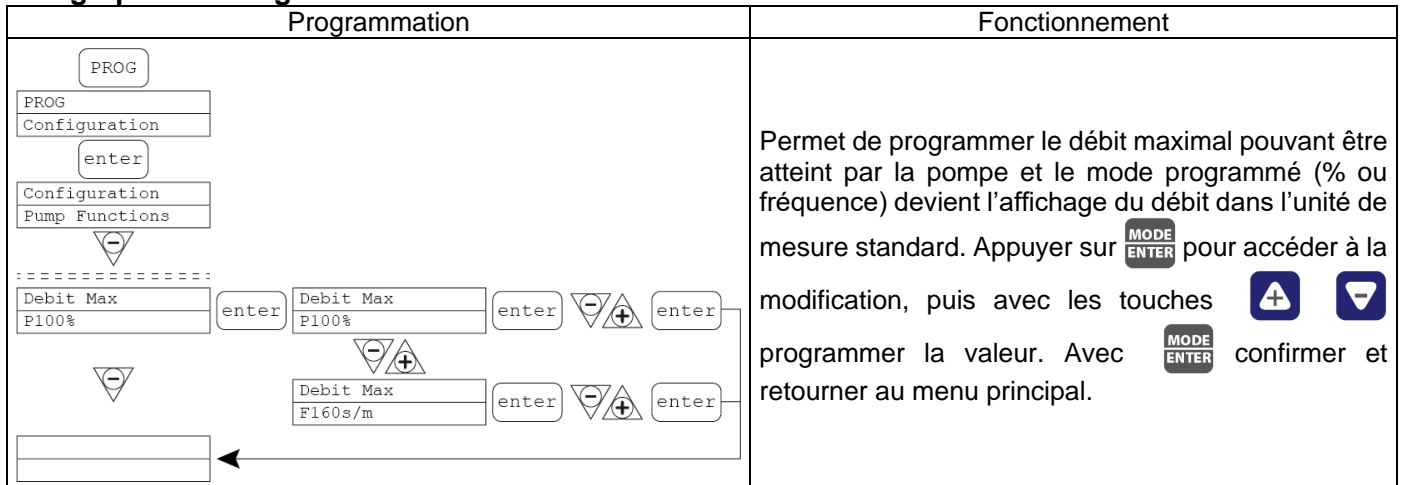 Programmation
Fonctionnement
PROG
PROG
Configuration
enter
Configuration
Pump Functions
Debit Max
P100%
enter
Debit Max
P100%
enter
enter
Debit Max
F160s/m
enter
enter
Permet de programmer le débit maximal pouvant être
atteint par la pompe et le mode programmé (% ou
fréquence) devient l’affichage du débit dans l’unité de
mesure standard. Appuyer sur MODE ENTER pour accéder à la
modification, puis avec les touches + -
programmer la valeur. Avec MODE ENTER confirmer et
retourner au menu principal.